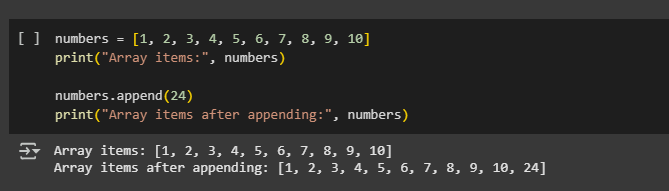 [ ] numbers = [1, 2, 3, 4, 5, 6, 7, 8, 9, 10]
print("Array items:", numbers)
numbers.append(24)
print("Array items after appending:", numbers)
Array items: [1, 2, 3, 4, 5, 6, 7, 8, 9, 10]
Array items after appending: [1, 2, 3, 4, 5, 6, 7, 8, 9, 10, 24]